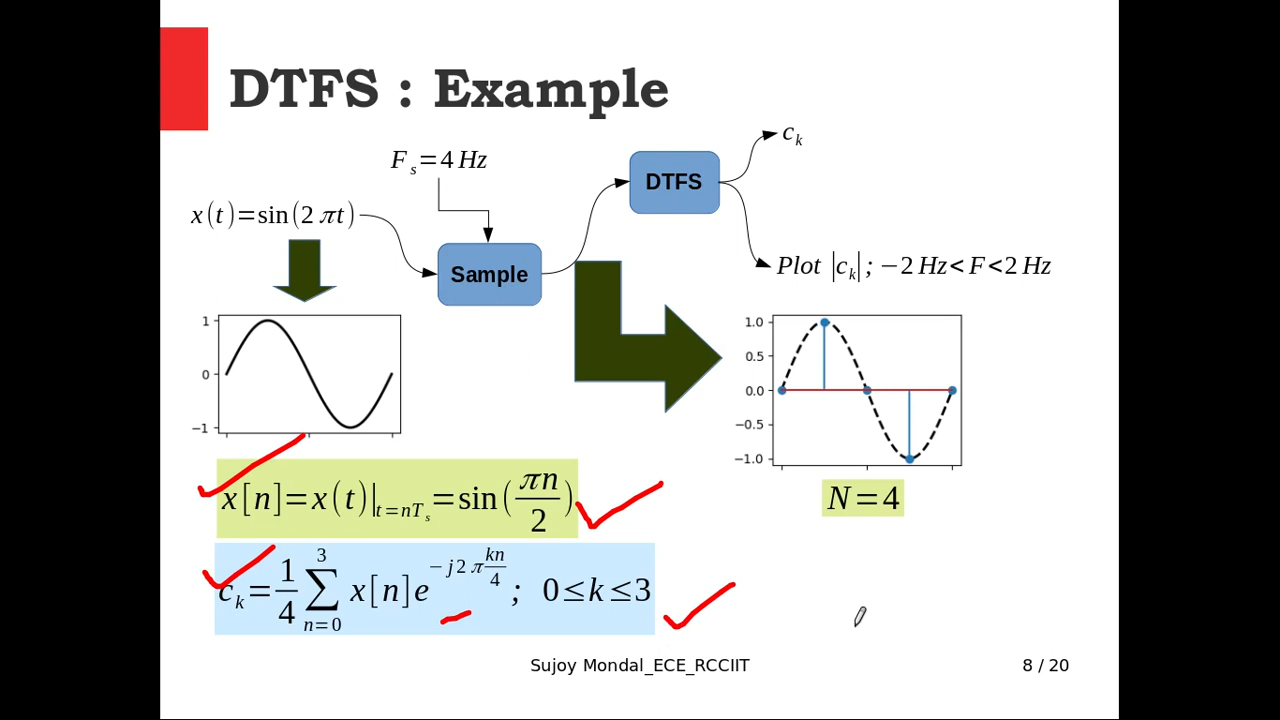 DTFS : Example
c_k
F_s=4 Hz
DTFS
x(t)=sin(2πt)
Sample
Plot |c_k| ; −2 Hz<F<2 Hz
1
0
−1
1.0
0.5
0.0
−0.5
−1.0
x[n]=x(t)|_{t=nT_s}=sin(πn/2)
N=4
c_k=1/4 ∑_{n=0}^{3} x[n]e^{−j2π kn/4} ; 0≤k≤3
Sujoy Mondal_ECE_RCCIIT
8 / 20